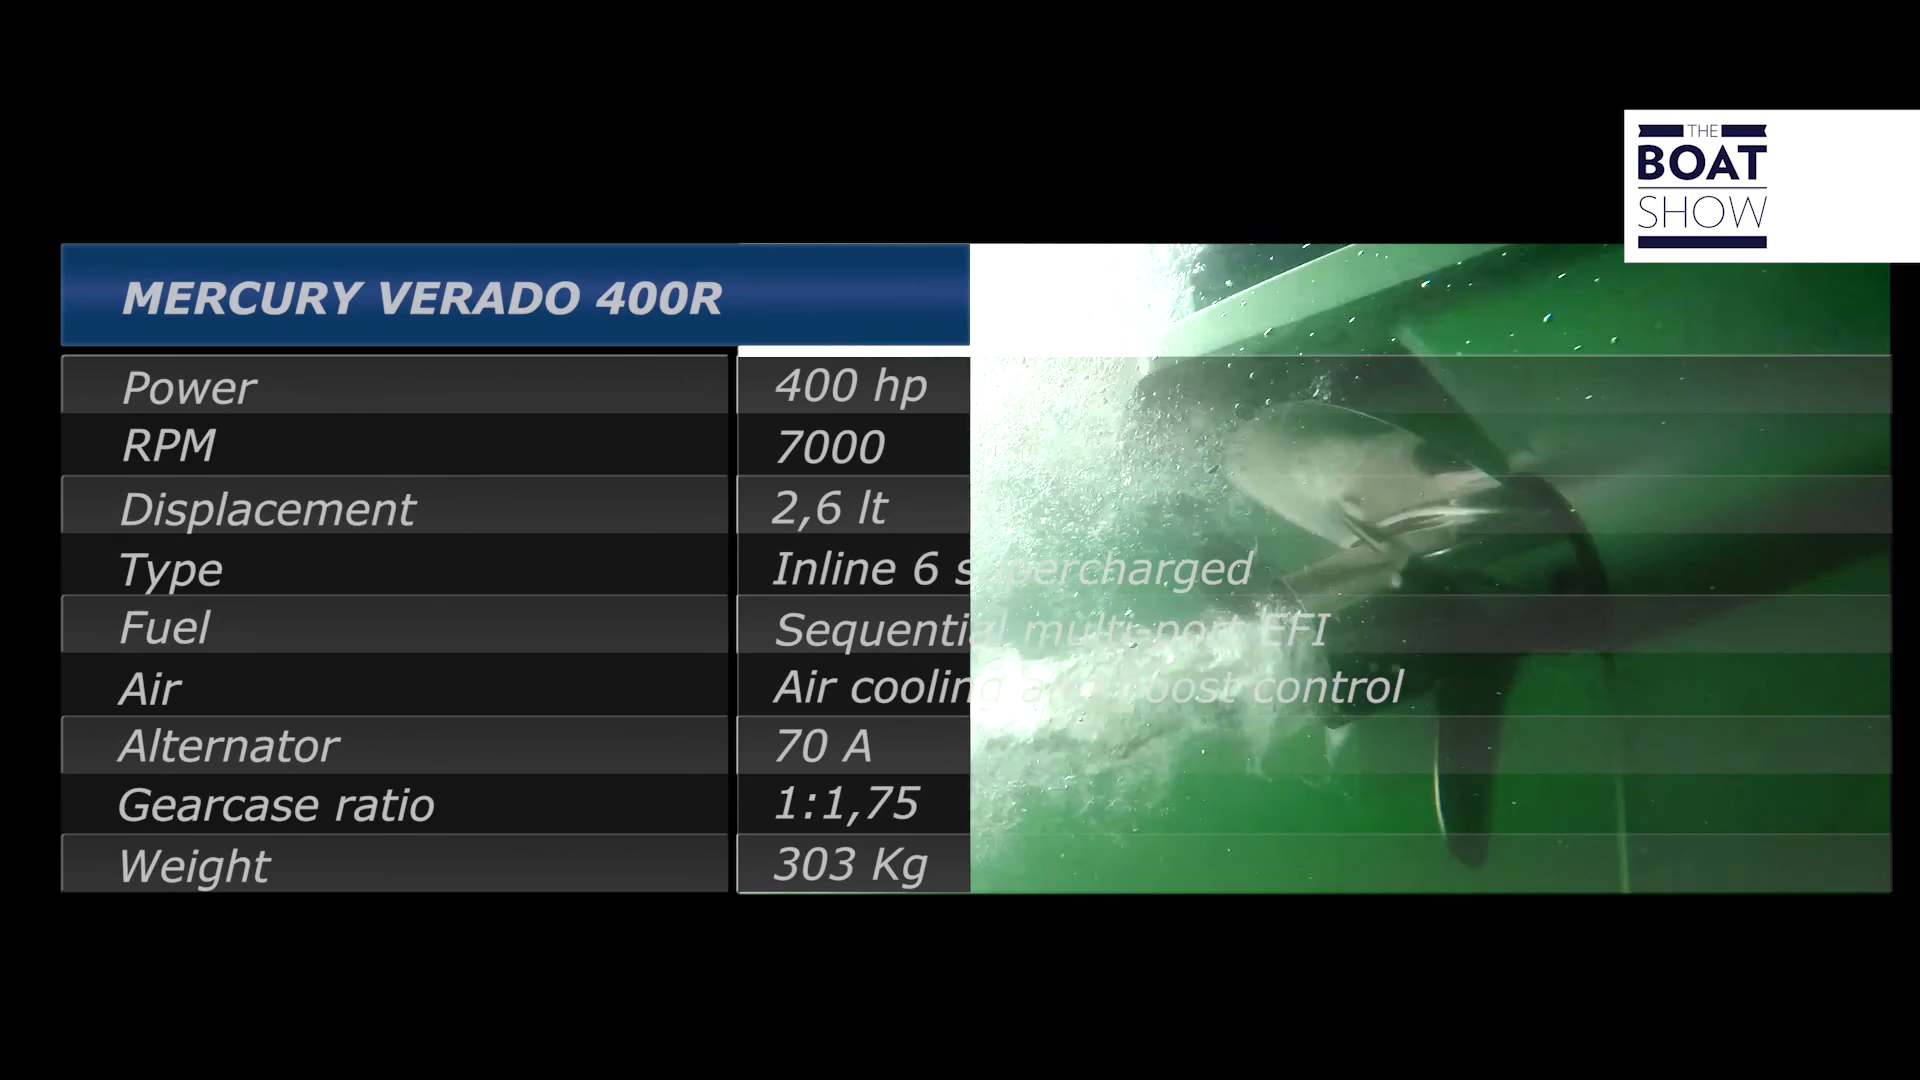 THE
BOAT
SHOW
MERCURY VERADO 400R
Power 400 hp
RPM 7000
Displacement 2,6 lt
Type Inline 6 supercharged
Fuel Sequential multi-port EFI
Air Air cooling and boost control
Alternator 70 A
Gearcase ratio 1:1,75
Weight 303 Kg